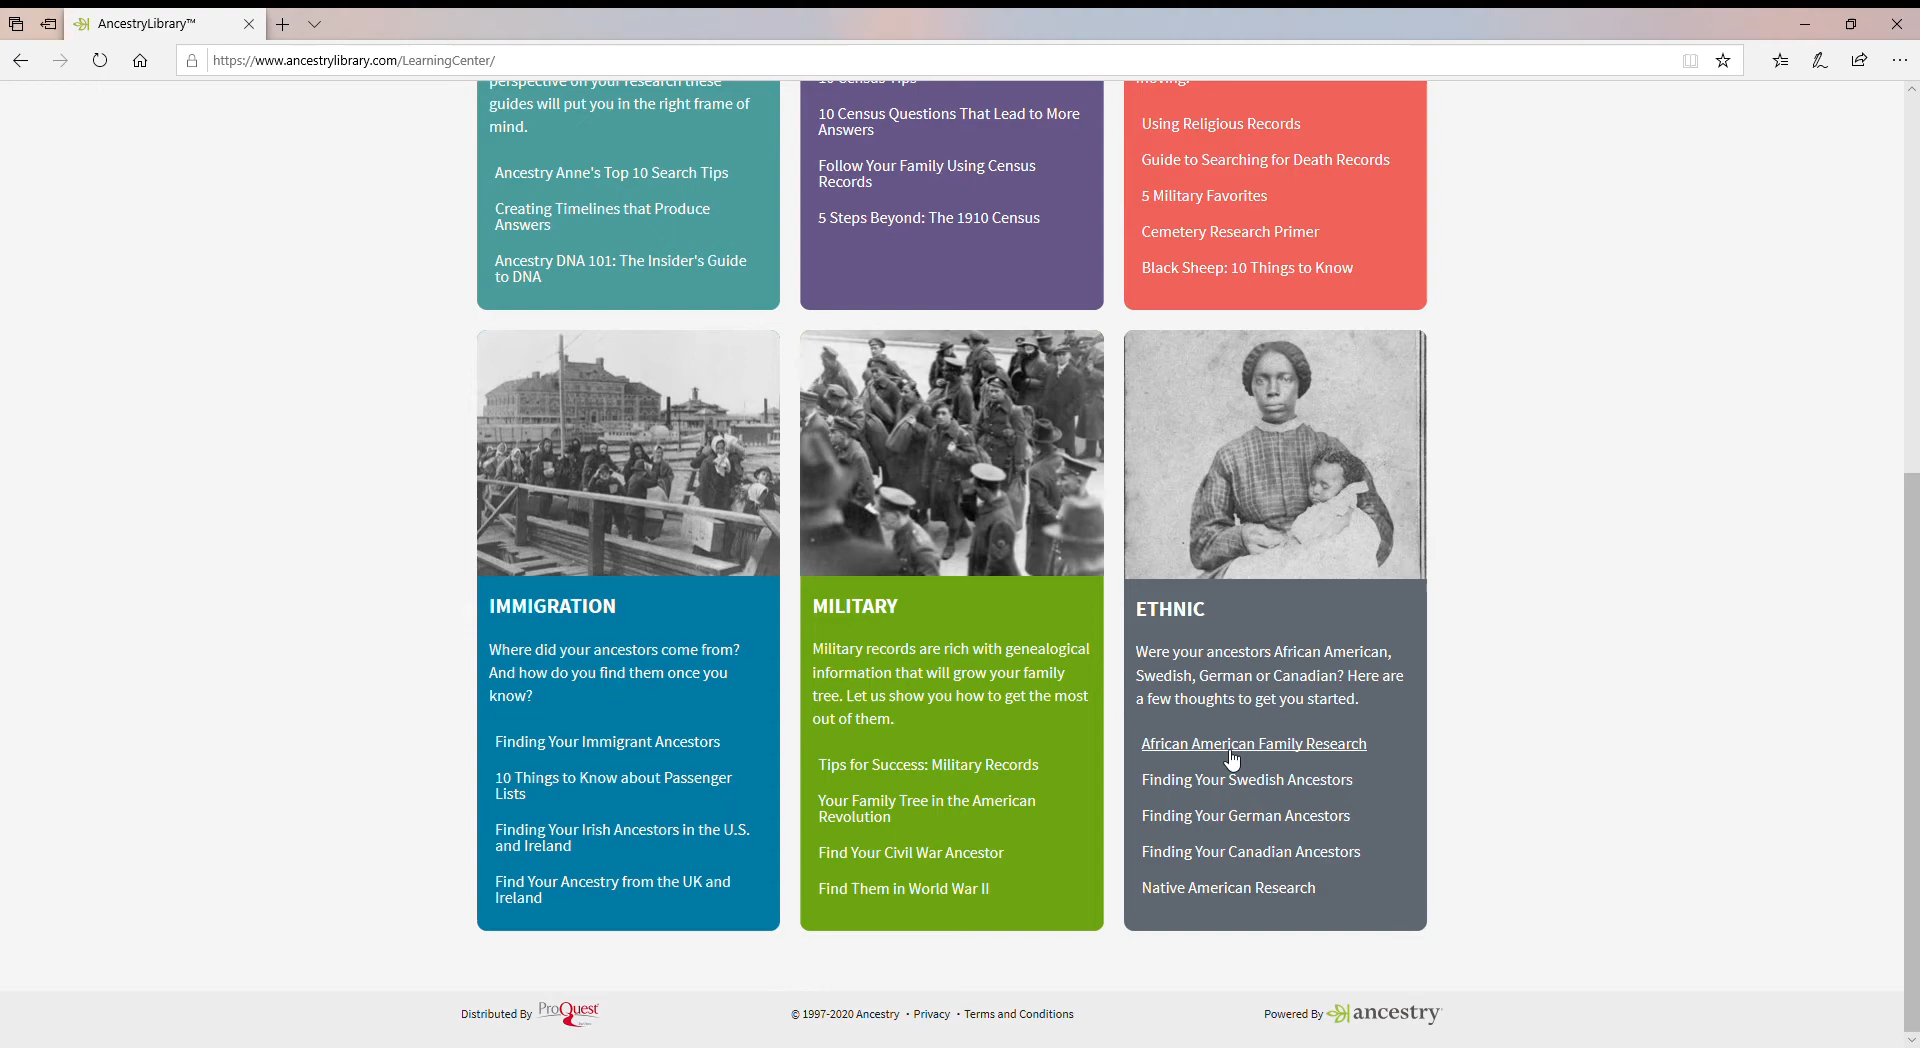 AncestryLibrary™
https://www.ancestrylibrary.com/LearningCenter/
perspective on your research these
guides will put you in the right frame of
mind.
Ancestry Anne's Top 10 Search Tips
Creating Timelines that Produce
Answers
Ancestry DNA 101: The Insider's Guide
to DNA
10 Census Tips
10 Census Questions That Lead to More
Answers
Follow Your Family Using Census
Records
5 Steps Beyond: The 1910 Census
moving.
Using Religious Records
Guide to Searching for Death Records
5 Military Favorites
Cemetery Research Primer
Black Sheep: 10 Things to Know
IMMIGRATION
Where did your ancestors come from?
And how do you find them once you
know?
Finding Your Immigrant Ancestors
10 Things to Know about Passenger
Lists
Finding Your Irish Ancestors in the U.S.
and Ireland
Find Your Ancestry from the UK and
Ireland
MILITARY
Military records are rich with genealogical
information that will grow your family
tree. Let us show you how to get the most
out of them.
Tips for Success: Military Records
Your Family Tree in the American
Revolution
Find Your Civil War Ancestor
Find Them in World War II
ETHNIC
Were your ancestors African American,
Swedish, German or Canadian? Here are
a few thoughts to get you started.
African American Family Research
Finding Your Swedish Ancestors
Finding Your German Ancestors
Finding Your Canadian Ancestors
Native American Research
Distributed By ProQuest
© 1997-2020 Ancestry • Privacy • Terms and Conditions
Powered By ancestry